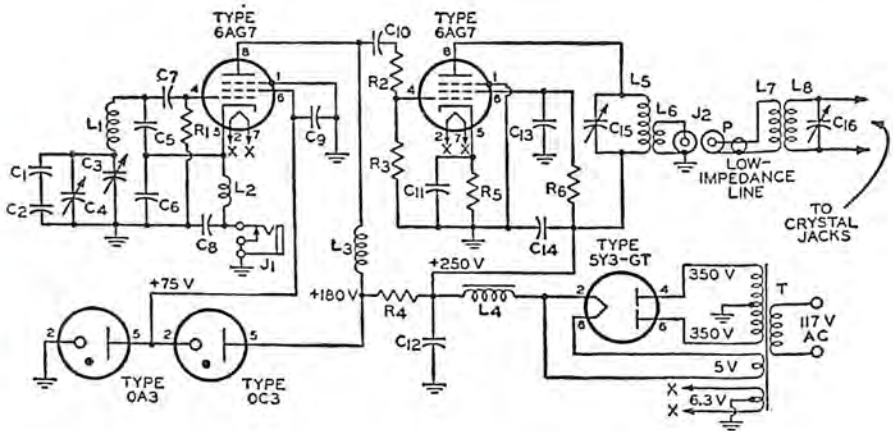 TYPE
6AG7
TYPE
6AG7
C10
C7
8
4
1
6
5
2
7
X X
R1
C5
C9
L1
C1
C2
C3
C4
C6
L2
C8
J1
L3
R2
R3
8
4
1
6
2
7
5
X X
C11
R5
C13
R6
C14
C15
L5
L6
J2
P
L7
L8
C16
LOW-
IMPEDANCE
LINE
TO
CRYSTAL
JACKS
+75 V
+180 V
+250 V
R4
L4
C12
2
5
2
5
TYPE
OA3
TYPE
OC3
TYPE
5Y3-GT
2
8
4
6
350 V
350 V
5V
X
6.3 V
X
T
117 V
AC